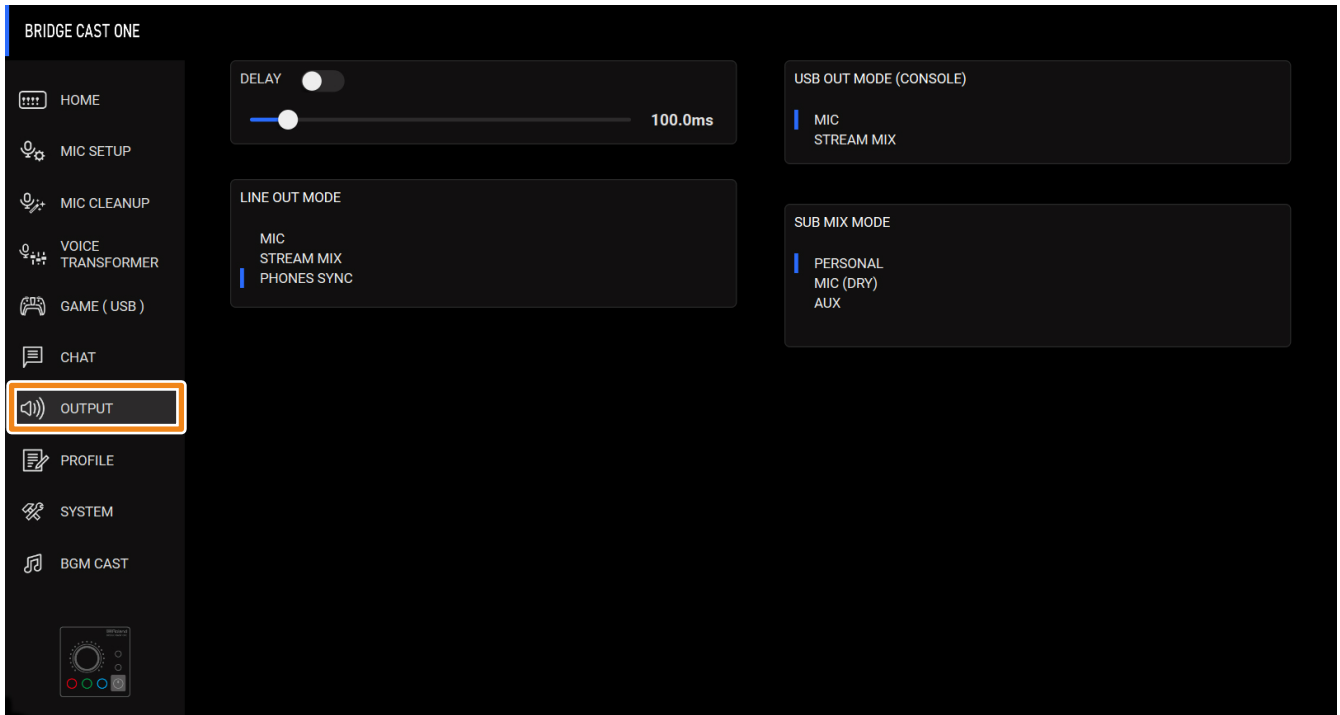 BRIDGE CAST ONE
HOME
MIC SETUP
MIC CLEANUP
VOICE
TRANSFORMER
GAME ( USB )
CHAT
OUTPUT
PROFILE
SYSTEM
BGM CAST
DELAY
100.0ms
LINE OUT MODE
MIC
STREAM MIX
PHONES SYNC
USB OUT MODE (CONSOLE)
MIC
STREAM MIX
SUB MIX MODE
PERSONAL
MIC (DRY)
AUX